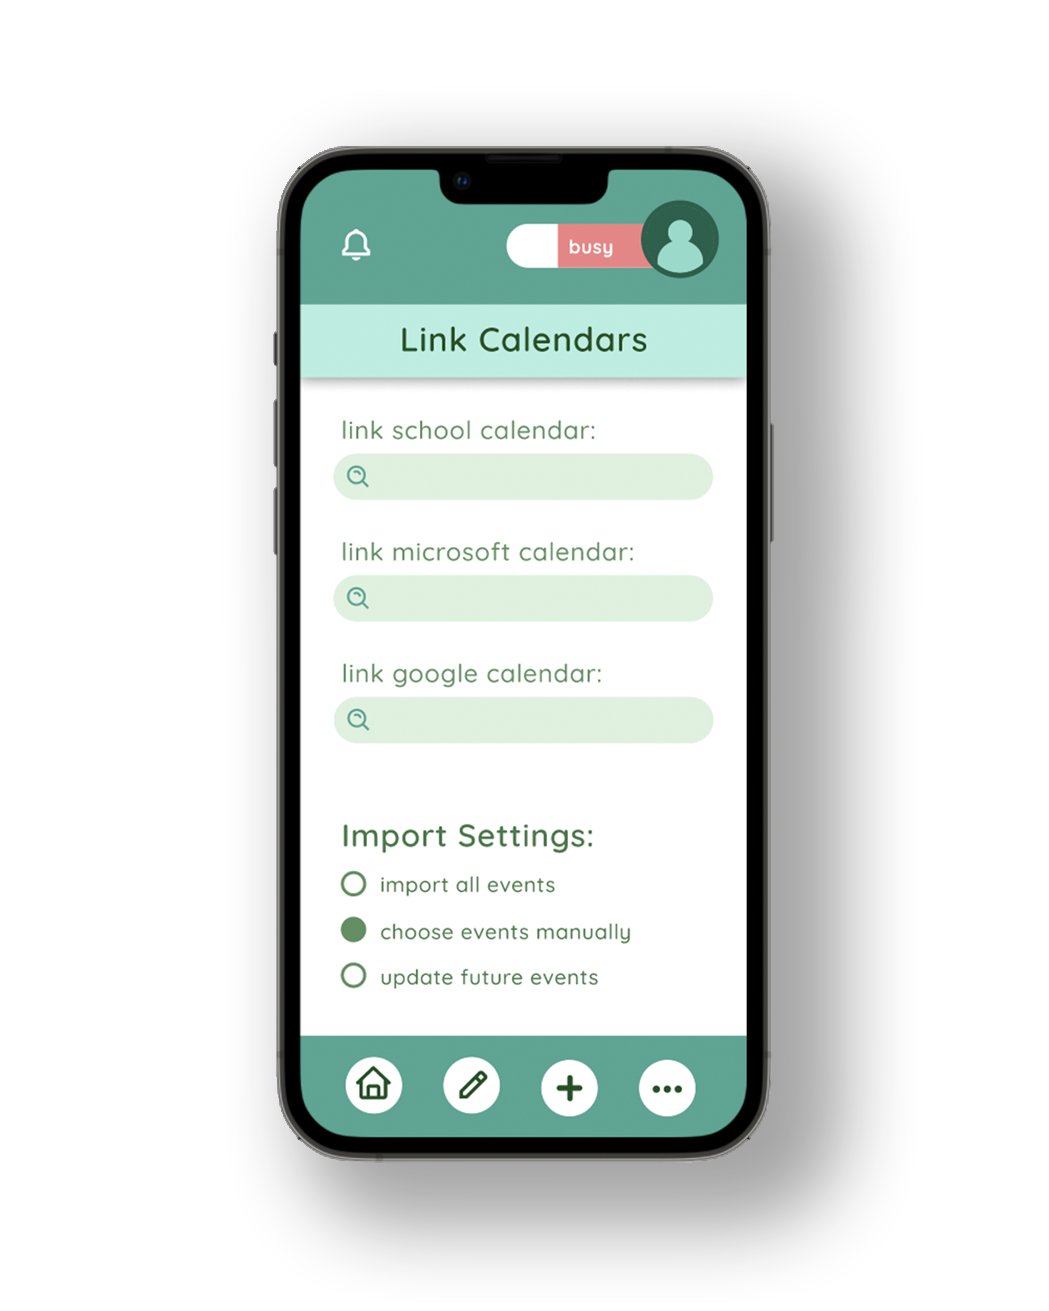 busy
Link Calendars
link school calendar:
link microsoft calendar:
link google calendar:
Import Settings:
import all events
choose events manually
update future events